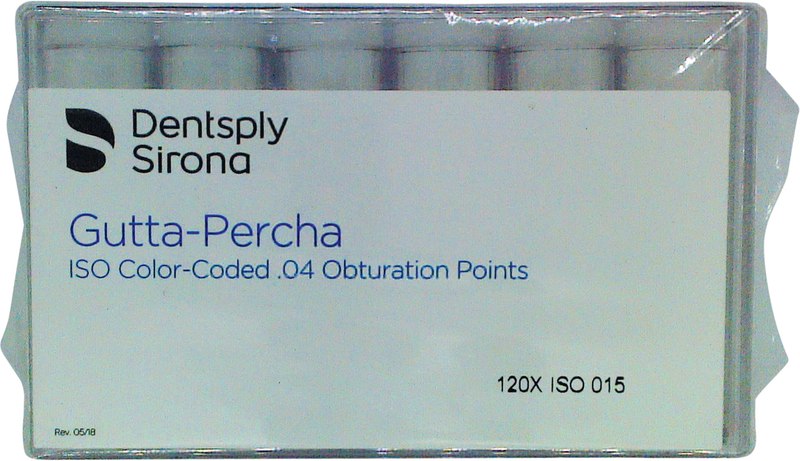 Dentsply
Sirona
Gutta-Percha
ISO Color-Coded .04 Obturation Points
120X ISO 015
Rev. 05/18